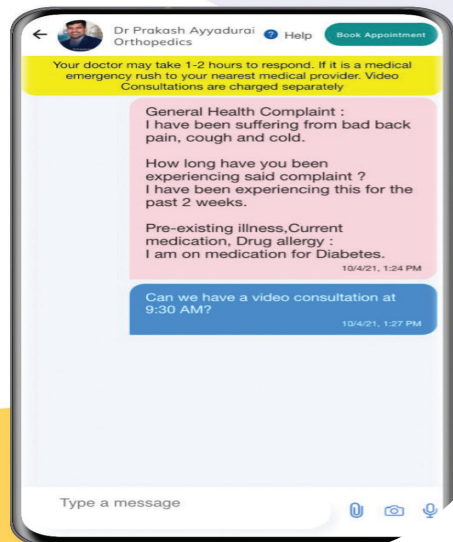 Dr Prakash Ayyadurai
Orthopedics
? Help
Book Appointment
Your doctor may take 1-2 hours to respond. If it is a medical
emergency rush to your nearest medical provider. Video
Consultations are charged separately
General Health Complaint :
I have been suffering from bad back
pain, cough and cold.
How long have you been
experiencing said complaint ?
I have been experiencing this for the
past 2 weeks.
Pre-existing illness,Current
medication, Drug allergy :
I am on medication for Diabetes.
10/4/21, 1:24 PM
Can we have a video consultation at
9:30 AM?
10/4/21, 1:27 PM
Type a message